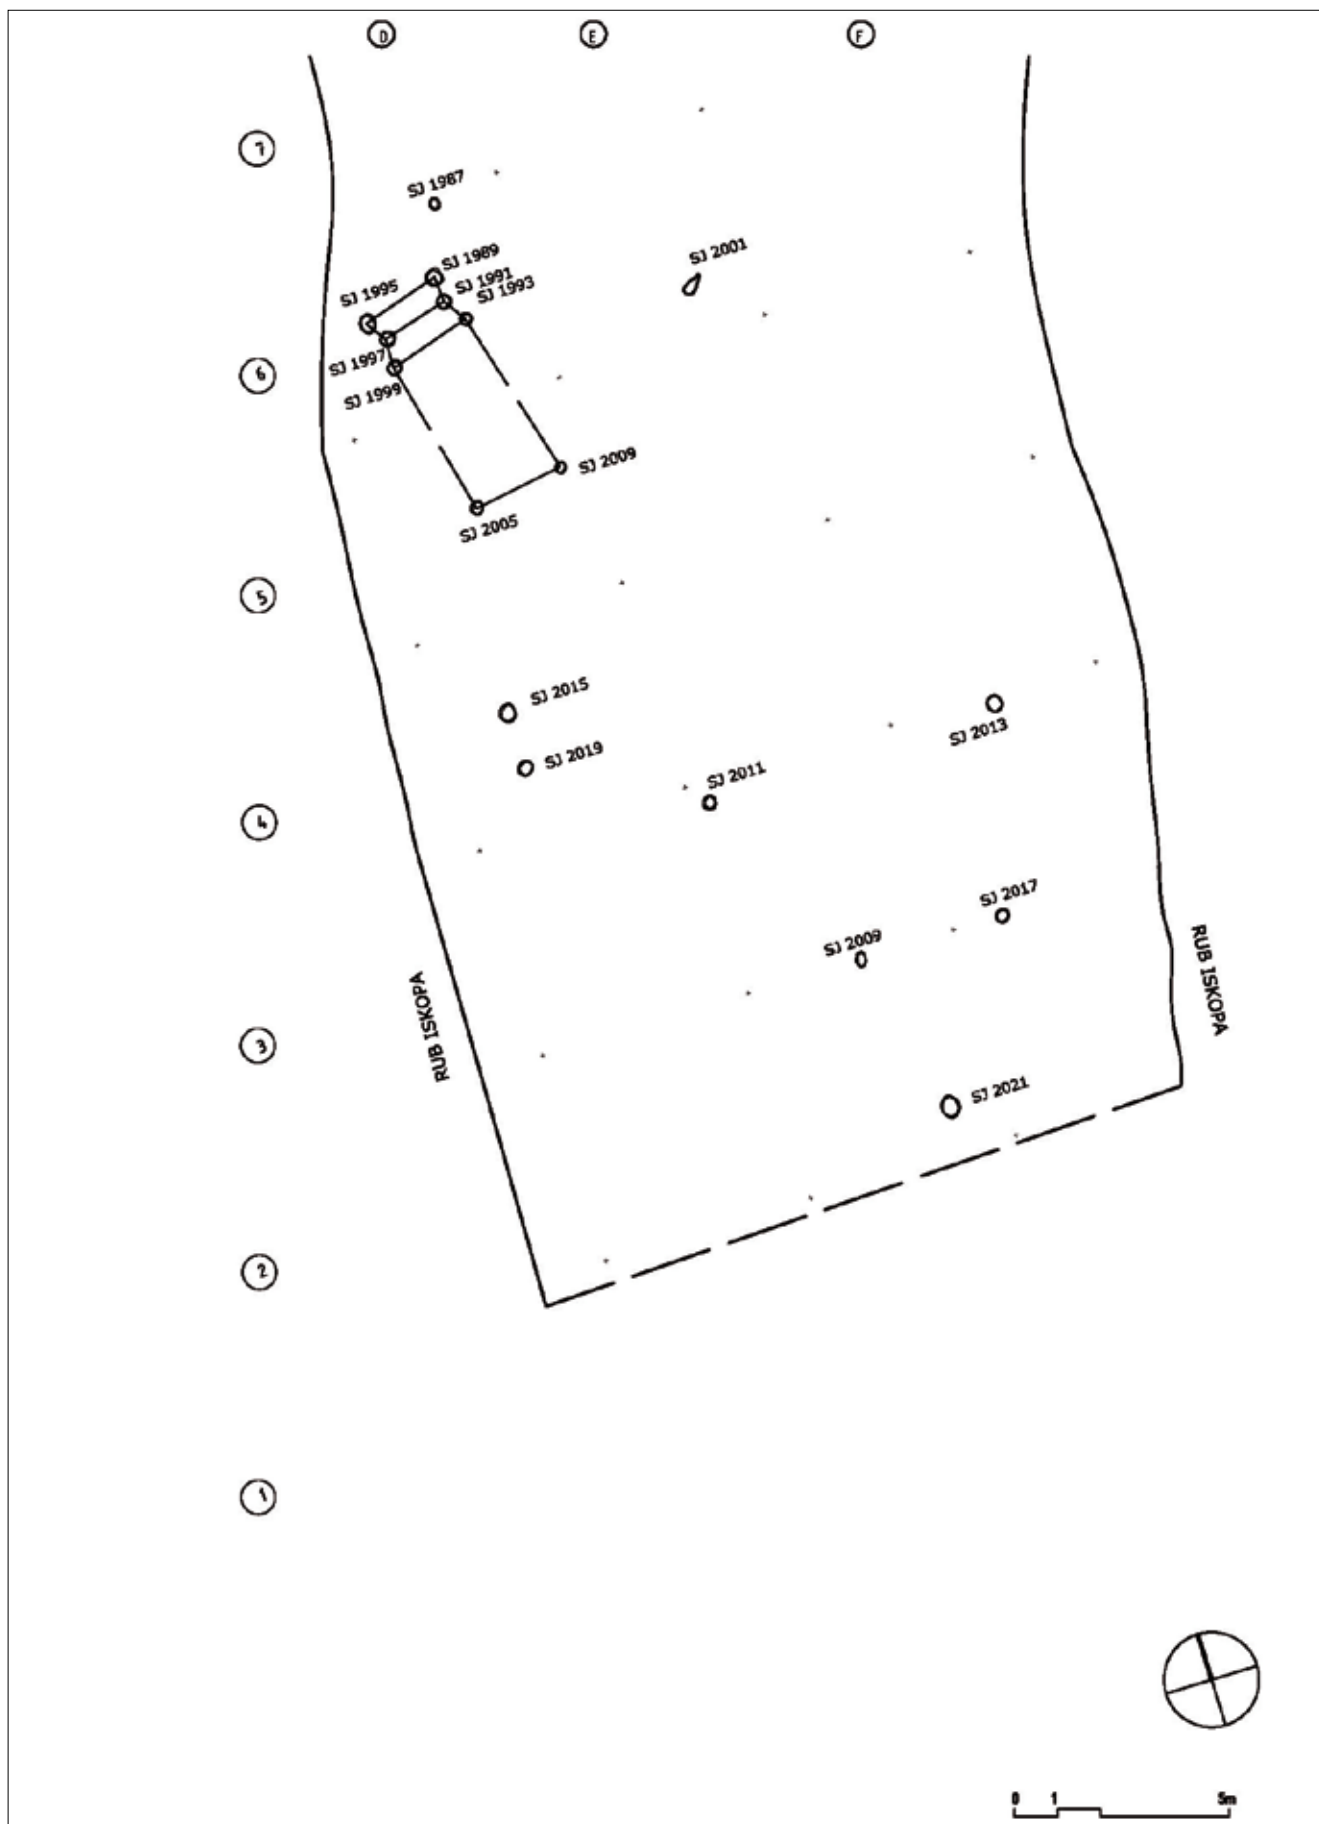 D E F
7
SJ 1987
SJ 1989
SJ 2001
SJ 1991
SJ 1995
SJ 1993
SJ 1997
6
SJ 1999
SJ 2009
SJ 2005
5
SJ 2015
SJ 2013
SJ 2019
SJ 2011
4
SJ 2017
SJ 2009
RUB ISKOPA
RUB ISKOPA
3
SJ 2021
2
1
0 1 5m